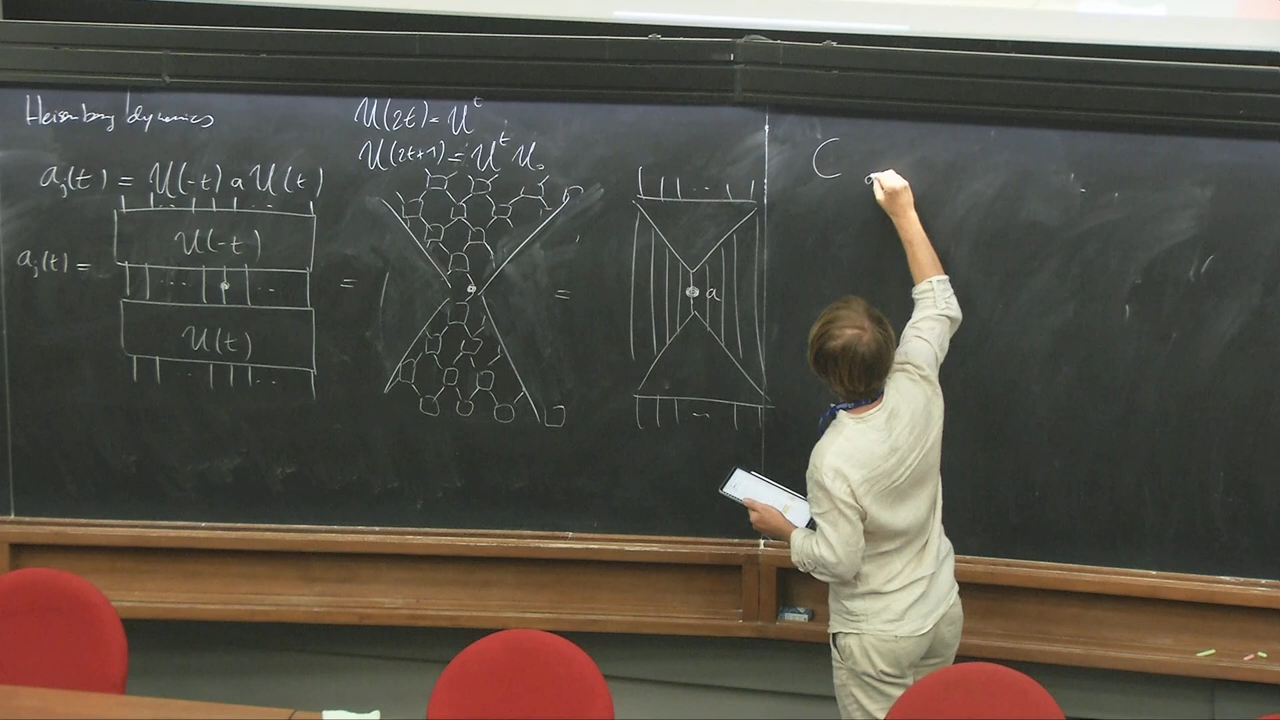 Heisenberg dynamics
a_j(t) = U(-t) a U(t)
a_j(t) =
U(-t)
...
U(t)
...
U(2t) = U^t
U(2t+1) = U^t U_0
=
=
...
a
...
C